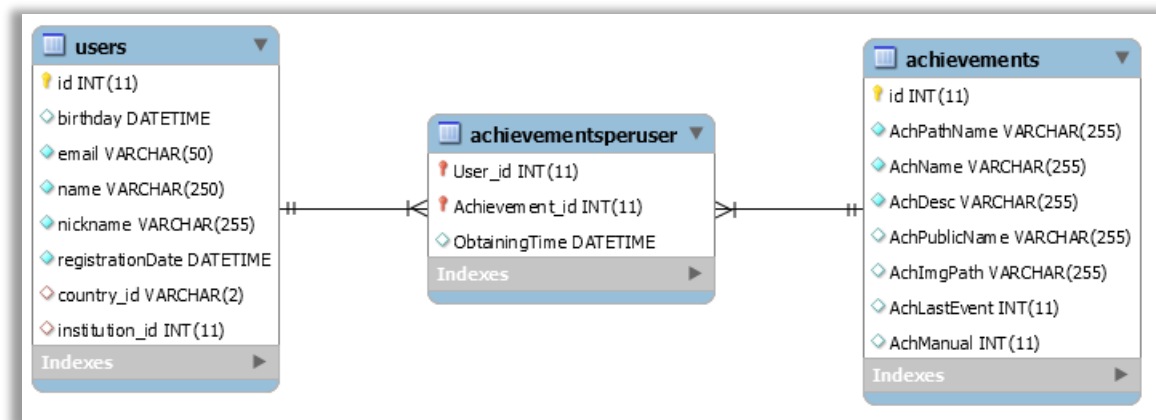 users
id INT(11)
birthday DATETIME
email VARCHAR(50)
name VARCHAR(250)
nickname VARCHAR(255)
registrationDate DATETIME
country_id VARCHAR(2)
institution_id INT(11)
Indexes
achievementsperuser
User_id INT(11)
Achievement_id INT(11)
ObtainingTime DATETIME
Indexes
achievements
id INT(11)
AchPathName VARCHAR(255)
AchName VARCHAR(255)
AchDesc VARCHAR(255)
AchPublicName VARCHAR(255)
AchImgPath VARCHAR(255)
AchLastEvent INT(11)
AchManual INT(11)
Indexes